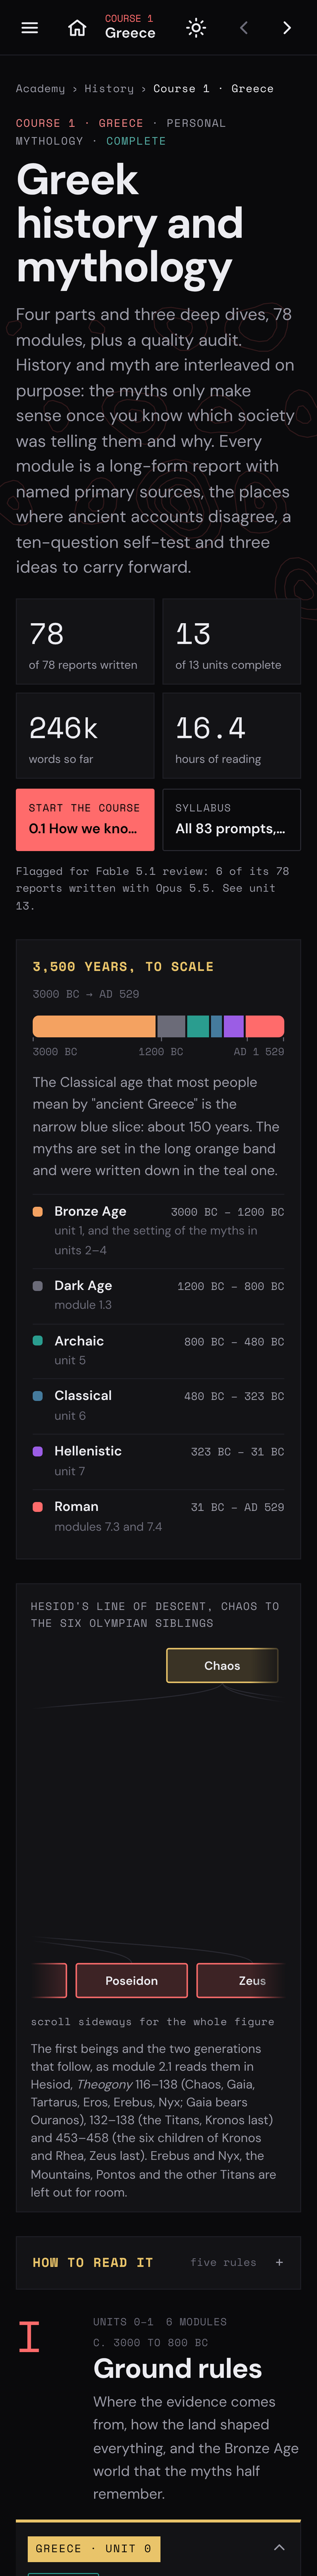 COURSE 1
Greece
Academy › History › Course 1 · Greece
COURSE 1 · GREECE · PERSONAL
MYTHOLOGY · COMPLETE
Greek
history and
mythology
Four parts and three deep dives, 78
modules, plus a quality audit.
History and myth are interleaved on
purpose: the myths only make
sense once you know which society
was telling them and why. Every
module is a long-form report with
named primary sources, the places
where ancient accounts disagree, a
ten-question self-test and three
ideas to carry forward.
78
of 78 reports written
13
of 13 units complete
246k
words so far
16.4
hours of reading
START THE COURSE
0.1 How we kno…
SYLLABUS
All 83 prompts,…
Flagged for Fable 5.1 review: 6 of its 78
reports written with Opus 5.5. See unit
13.
3,500 YEARS, TO SCALE
3000 BC → AD 529
3000 BC 1200 BC AD 1 529
The Classical age that most people
mean by "ancient Greece" is the
narrow blue slice: about 150 years. The
myths are set in the long orange band
and were written down in the teal one.
Bronze Age 3000 BC – 1200 BC
unit 1, and the setting of the myths in
units 2–4
Dark Age 1200 BC – 800 BC
module 1.3
Archaic 800 BC – 480 BC
unit 5
Classical 480 BC – 323 BC
unit 6
Hellenistic 323 BC – 31 BC
unit 7
Roman 31 BC – AD 529
modules 7.3 and 7.4
HESIOD'S LINE OF DESCENT, CHAOS TO
THE SIX OLYMPIAN SIBLINGS
Chaos
Poseidon Zeus
scroll sideways for the whole figure
The first beings and the two generations
that follow, as module 2.1 reads them in
Hesiod, Theogony 116–138 (Chaos, Gaia,
Tartarus, Eros, Erebus, Nyx; Gaia bears
Ouranos), 132–138 (the Titans, Kronos last)
and 453–458 (the six children of Kronos
and Rhea, Zeus last). Erebus and Nyx, the
Mountains, Pontos and the other Titans are
left out for room.
HOW TO READ IT five rules +
I
UNITS 0–1 6 MODULES
C. 3000 TO 800 BC
Ground rules
Where the evidence comes
from, how the land shaped
everything, and the Bronze Age
world that the myths half
remember.
GREECE · UNIT 0